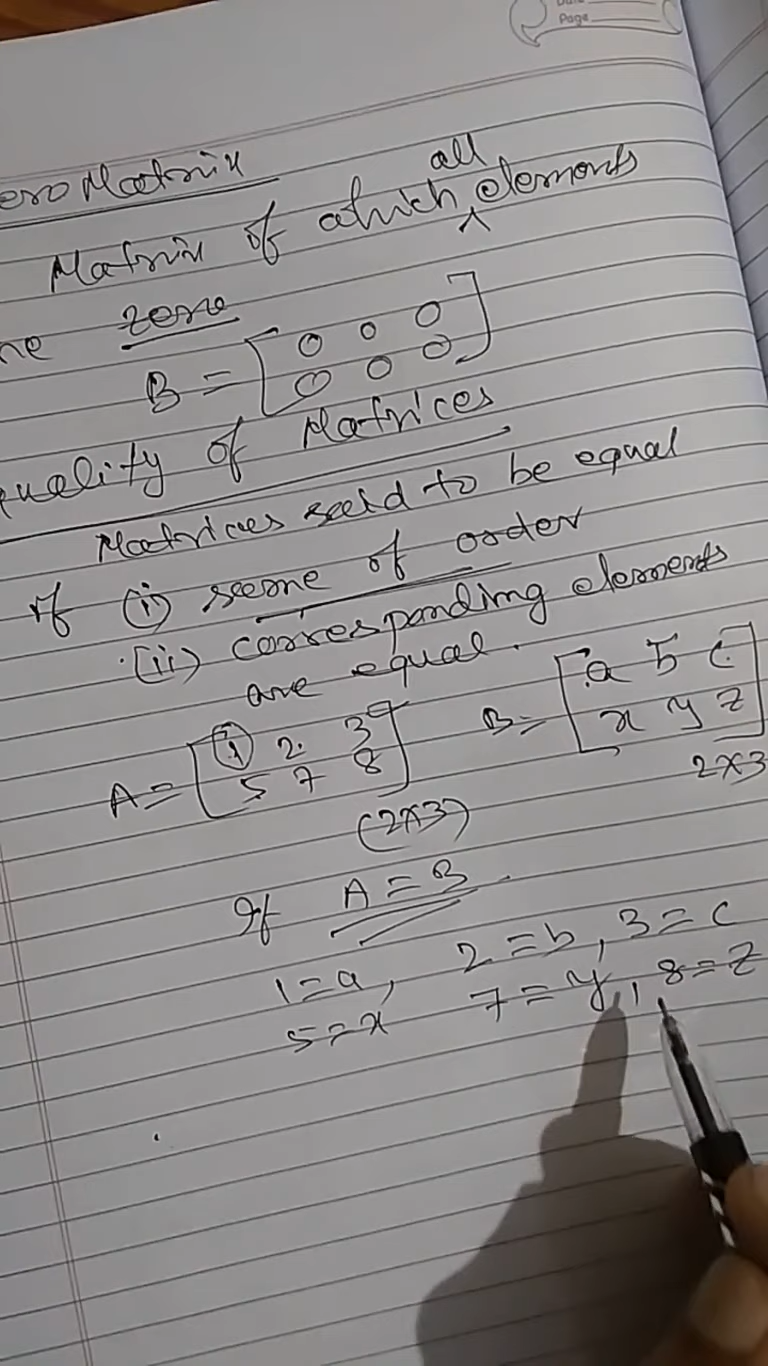 Page
ero Matrix
all
Matrix of which ^ elements
ne zero
B = [0 0 0
0 0 0]
quality of Matrices
Matrices said to be equal
if (i) same of order
(ii) corresponding elements
are equal.
A = [1 2 3
5 7 8] (2×3)
B = [a b c
x y z] 2×3
If A = B.
1 = a, 2 = b, 3 = c
5 = x 7 = y, 8 = z